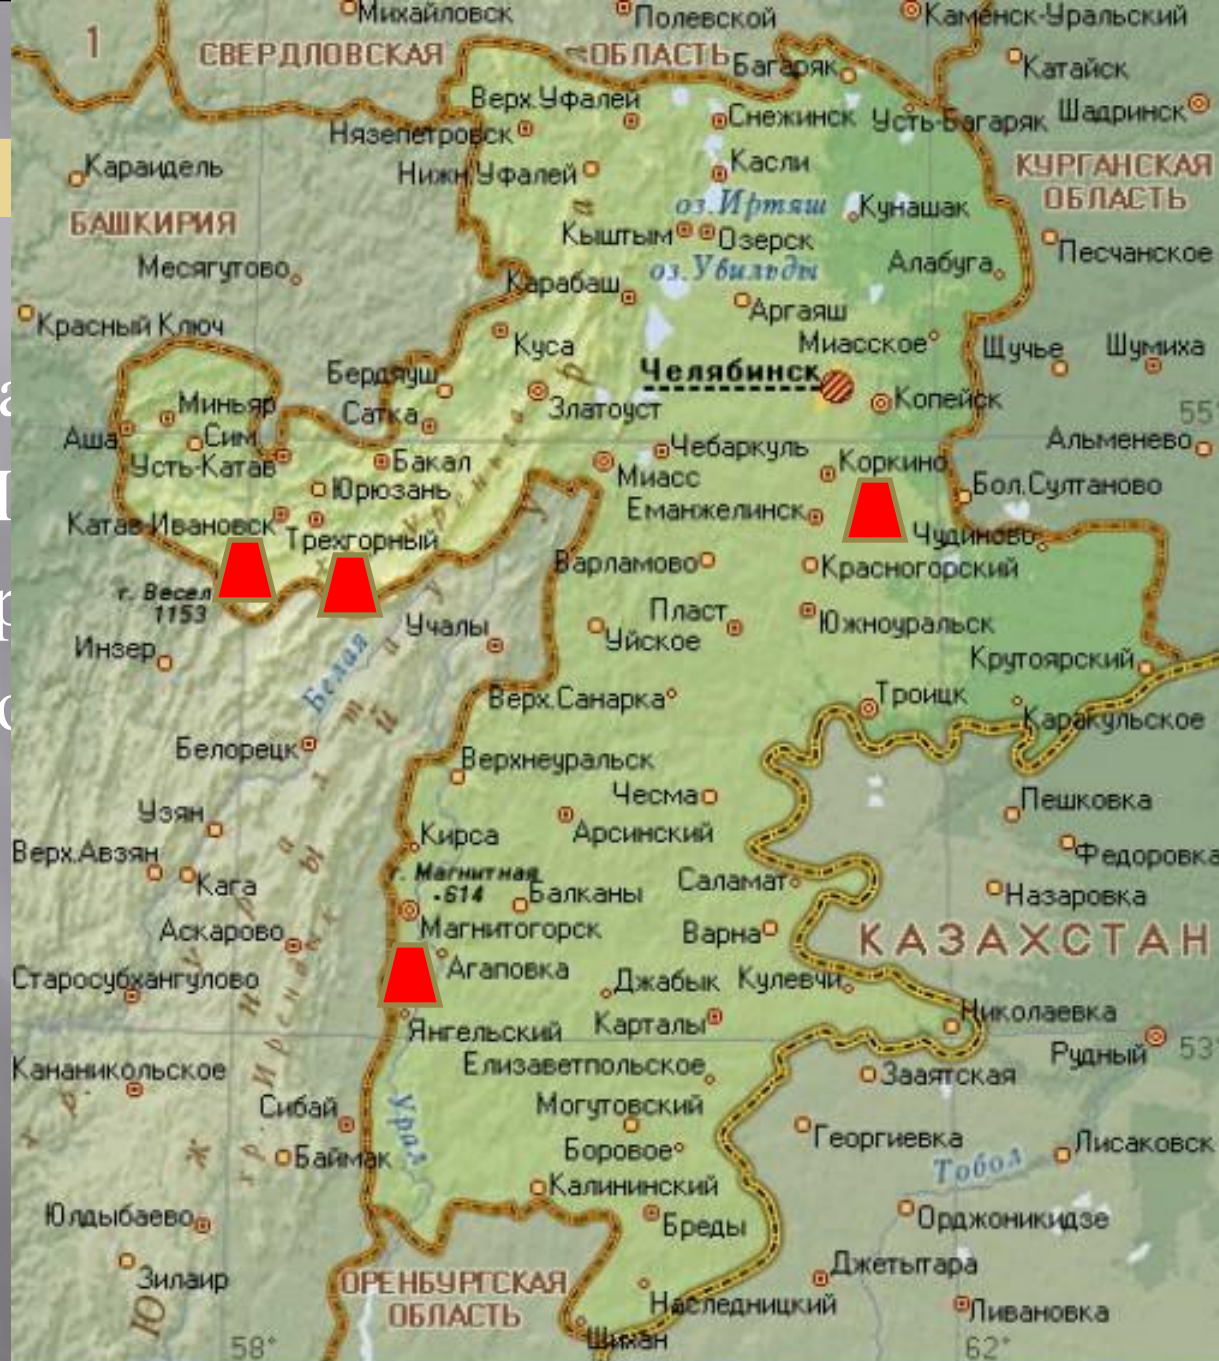 Михайловск
Полевской
Каменск-Уральский
1
СВЕРДЛОВСКАЯ
ОБЛАСТЬ
Багаряк
Катайск
Верх.Уфалей
Снежинск
Усть-Багаряк
Шадринск
Нязепетровск
Караидель
Нижн.Уфалей
Касли
КУРГАНСКАЯ
ОБЛАСТЬ
БАШКИРИЯ
оз.Иртяш
Кунашак
Кыштым
Озерск
Песчанское
Месягутово
оз.Увильды
Алабуга
Карабаш
Аргаяш
Красный Ключ
Куса
Миасское
Щучье
Шумиха
Бердяуш
Челябинск
Миньяр
Сатка
Златоуст
Копейск
55°
Аша
Сим
Чебаркуль
Альменево
Усть-Катав
Бакал
Миасс
Коркино
Юрюзань
Бол.Султаново
Катав-Ивановск
Трехгорный
Еманжелинск
Чудиново
Варламово
Красногорский
г. Весел
1153
Учалы
Пласт
Уйское
Южноуральск
Инзер
Белая
Крутоярский
Верх.Санарка
Троицк
Каракульское
Белорецк
Верхнеуральск
Чесма
Пешковка
Узян
Кирса
Арсинский
Верх.Авзян
Федоровка
Кага
г. Магнитная
614
Балканы
Саламат
Назаровка
Аскарово
Магнитогорск
Варна
КАЗАХСТАН
Старосубхангулово
Агаповка
Джабык
Кулевчи
Янгельский
Карталы
Николаевка
Рудный
53°
Кананикольское
Елизаветпольское
Зааятская
Сибай
Урал
Могутовский
Георгиевка
Лисаковск
Баймак
Боровое
Тобол
Калининский
Юлдыбаево
Бреды
Орджоникидзе
Зилаир
ОРЕНБУРГСКАЯ
ОБЛАСТЬ
Джетыгара
Наследницкий
Ливановка
Шихан
58°
62°